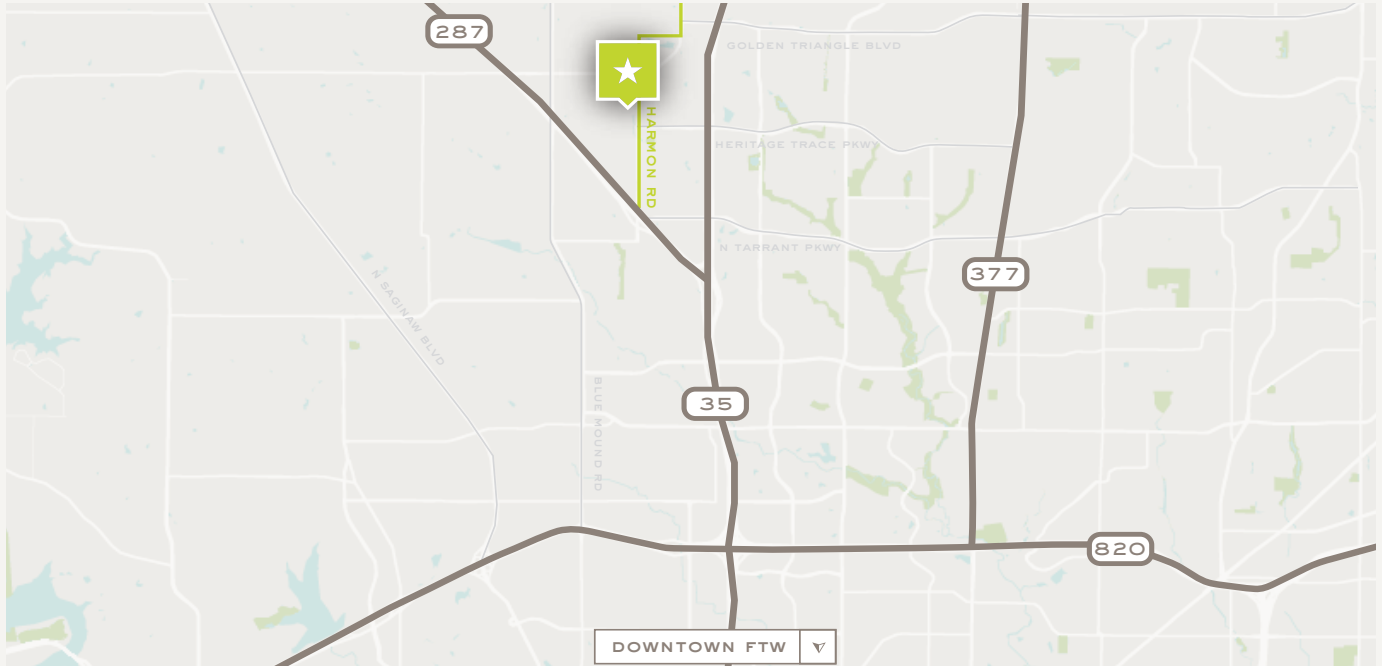 287
GOLDEN TRIANGLE BLVD
HARMON RD
HERITAGE TRACE PKWY
N TARRANT PKWY
377
N SAGINAW BLVD
BLUE MOUND RD
35
820
DOWNTOWN FTW